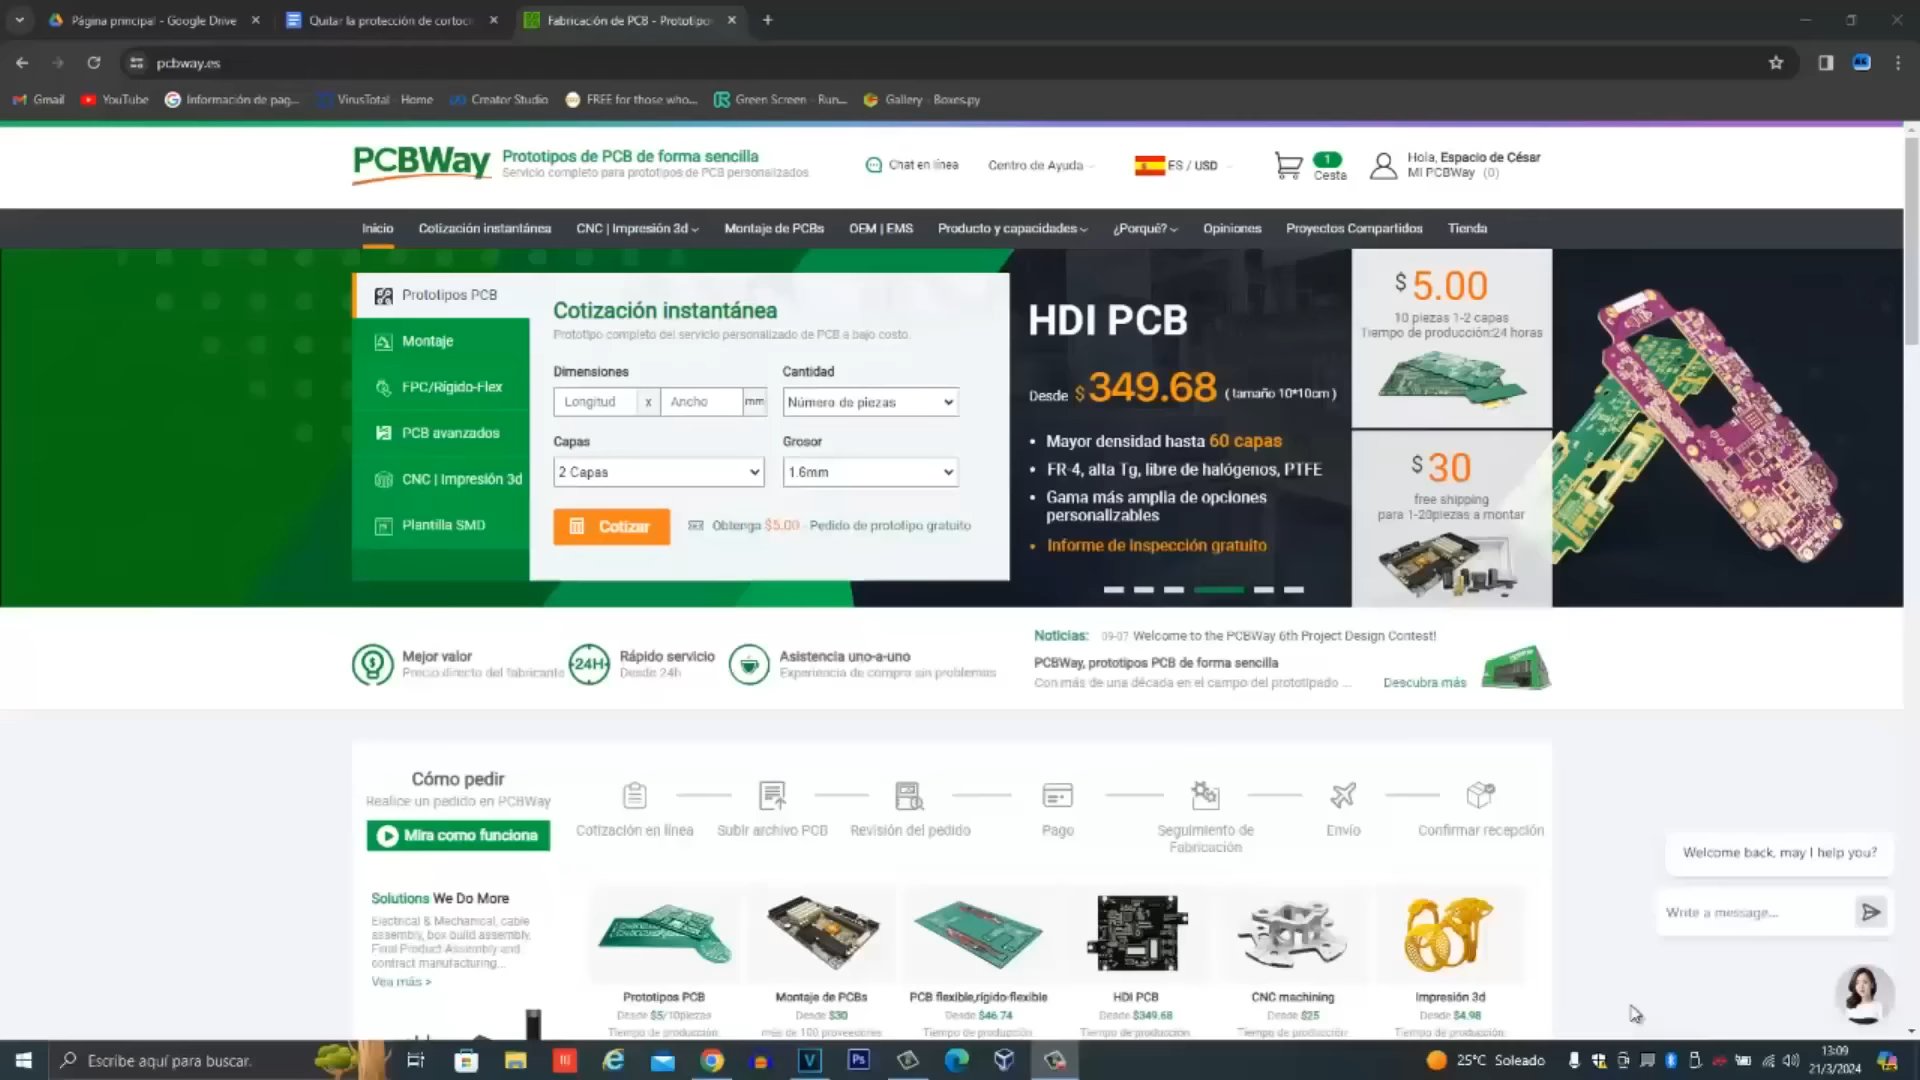 Página principal - Google Drive
Quitar la protección de cortoc
Fabricación de PCB - Prototipo
pcbway.es
Gmail
YouTube
Información de pag...
VirusTotal - Home
Creator Studio
FREE for those who...
Green Screen - Run...
Gallery - Boxes.py
PCBWay
Prototipos de PCB de forma sencilla
Servicio completo para prototipos de PCB personalizados
Chat en línea
Centro de Ayuda
ES / USD
1
Cesta
Hola, Espacio de César
Mi PCBWay (0)
Inicio
Cotización instantánea
CNC | Impresión 3d
Montaje de PCBs
OEM | EMS
Producto y capacidades
¿Porqué?
Opiniones
Proyectos Compartidos
Tienda
Prototipos PCB
Montaje
FPC/Rígido-Flex
PCB avanzados
CNC | Impresión 3d
Plantilla SMD
Cotización instantánea
Prototipo completo del servicio personalizado de PCB a bajo costo.
Dimensiones
Cantidad
Longitud x Ancho mm
Número de piezas
Capas
Grosor
2 Capas
1.6mm
Cotizar
Obtenga $5.00 - Pedido de prototipo gratuito
HDI PCB
Desde $349.68 ( tamaño 10*10cm )
• Mayor densidad hasta 60 capas
• FR-4, alta Tg, libre de halógenos, PTFE
• Gama más amplia de opciones
personalizables
• Informe de inspección gratuito
$5.00
10 piezas 1-2 capas
Tiempo de producción:24 horas
$30
free shipping
para 1-20piezas a montar
Mejor valor
Precio directo del fabricante
24H
Rápido servicio
Desde 24h
Asistencia uno-a-uno
Experiencia de compra sin problemas
Noticias: 09-07 Welcome to the PCBWay 6th Project Design Contest!
PCBWay, prototipos PCB de forma sencilla
Con más de una década en el campo del prototipado ...
Descubra más
Cómo pedir
Realice un pedido en PCBWay
Mira como funciona
Cotización en línea
Subir archivo PCB
Revisión del pedido
Pago
Seguimiento de
Fabricación
Envío
Confirmar recepción
Welcome back, may I help you?
Write a message...
Solutions We Do More
Electrical & Mechanical, cable
assembly, box build assembly,
Final Product Assembly and
contract manufacturing...
Vea más >
Prototipos PCB
Desde $5/10piezas
Tiempo de producción:
Montaje de PCBs
Desde $30
más de 100 proveedores
PCB flexible,rígido-flexible
Desde $46.74
Tiempo de producción:
HDI PCB
Desde $349.68
Tiempo de producción
CNC machining
Desde $25
Tiempo de producción:
Impresión 3d
Desde $4.98
Tiempo de producción:
Escribe aquí para buscar.
V
Ps
25°C Soleado
13:09
21/3/2024